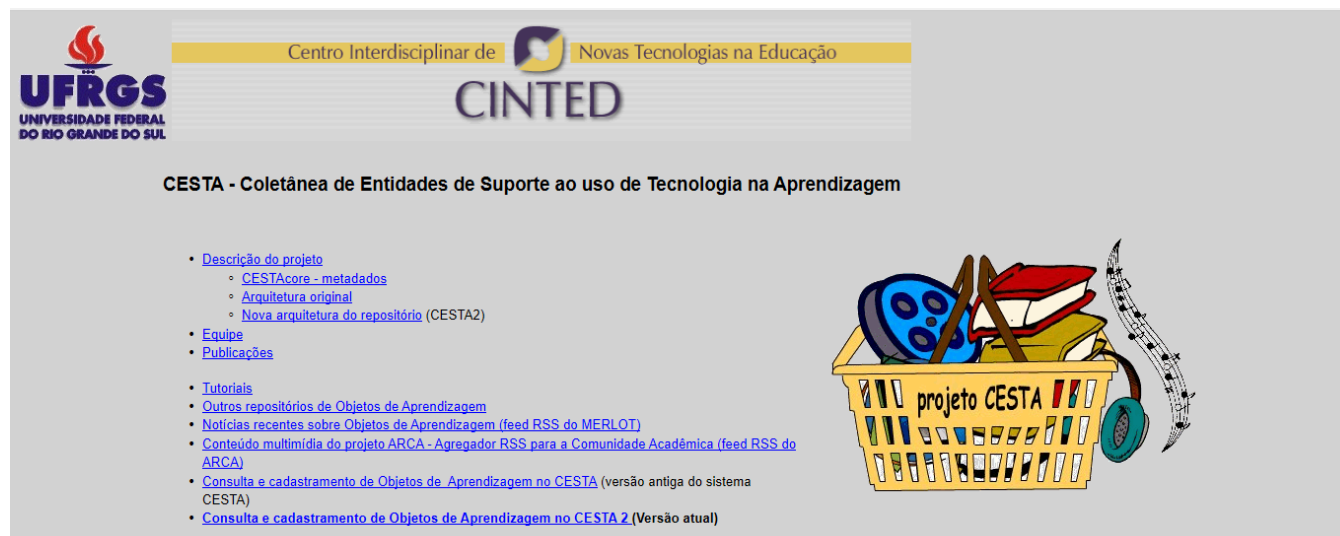 Centro Interdisciplinar de Novas Tecnologias na Educação
CINTED
UFRGS
UNIVERSIDADE FEDERAL
DO RIO GRANDE DO SUL
CESTA - Coletânea de Entidades de Suporte ao uso de Tecnologia na Aprendizagem
• Descrição do projeto
◦ CESTAcore - metadados
◦ Arquitetura original
◦ Nova arquitetura do repositório (CESTA2)
• Equipe
• Publicações
• Tutoriais
• Outros repositórios de Objetos de Aprendizagem
• Notícias recentes sobre Objetos de Aprendizagem (feed RSS do MERLOT)
• Conteúdo multimídia do projeto ARCA - Agregador RSS para a Comunidade Acadêmica (feed RSS do
ARCA)
• Consulta e cadastramento de Objetos de Aprendizagem no CESTA (versão antiga do sistema
CESTA)
• Consulta e cadastramento de Objetos de Aprendizagem no CESTA 2 (Versão atual)
projeto CESTA